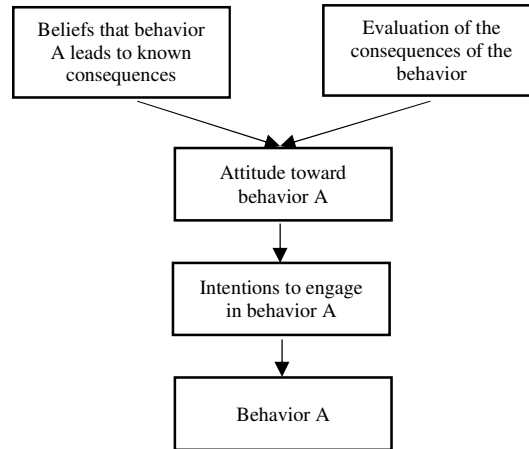 Beliefs that behavior
A leads to known
consequences
Evaluation of the
consequences of the
behavior
Attitude toward
behavior A
Intentions to engage
in behavior A
Behavior A